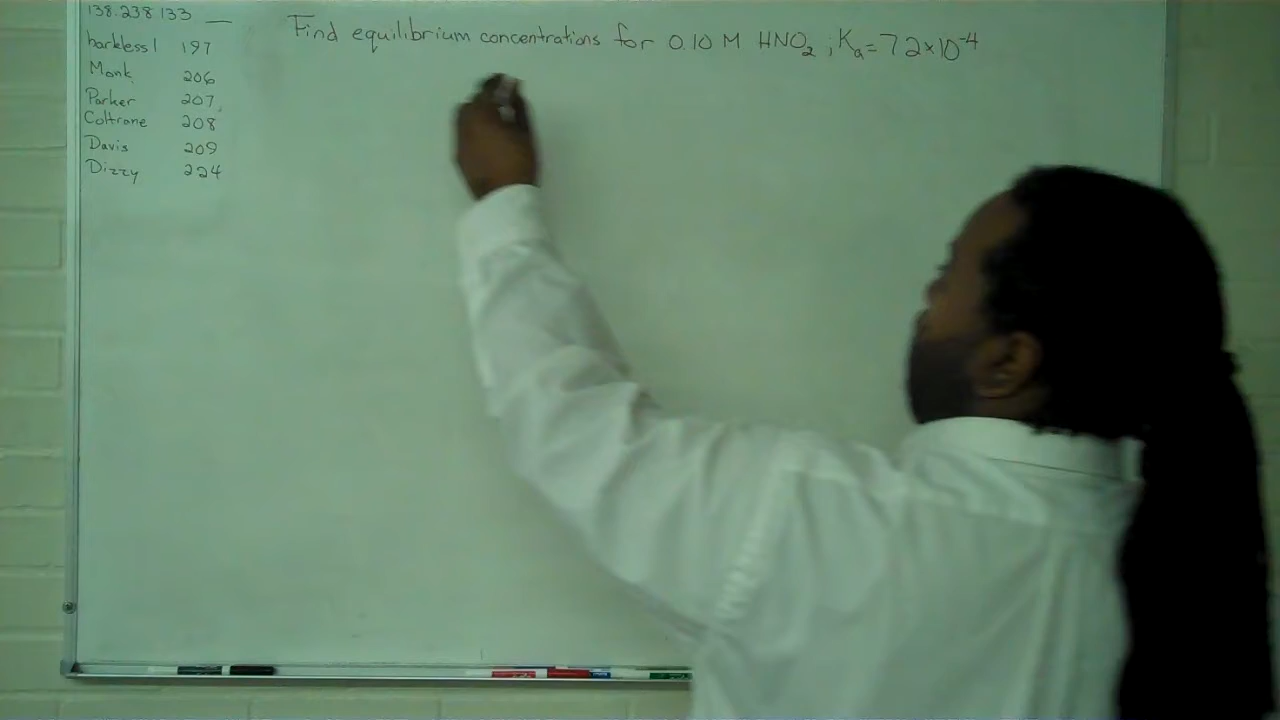 138.238.133 __
harkless1 197
Monk 206
Parker 207
Coltrane 208
Davis 209
Dizzy 224
Find equilibrium concentrations for 0.10 M HNO₂ ; Kₐ = 7.2×10⁻⁴